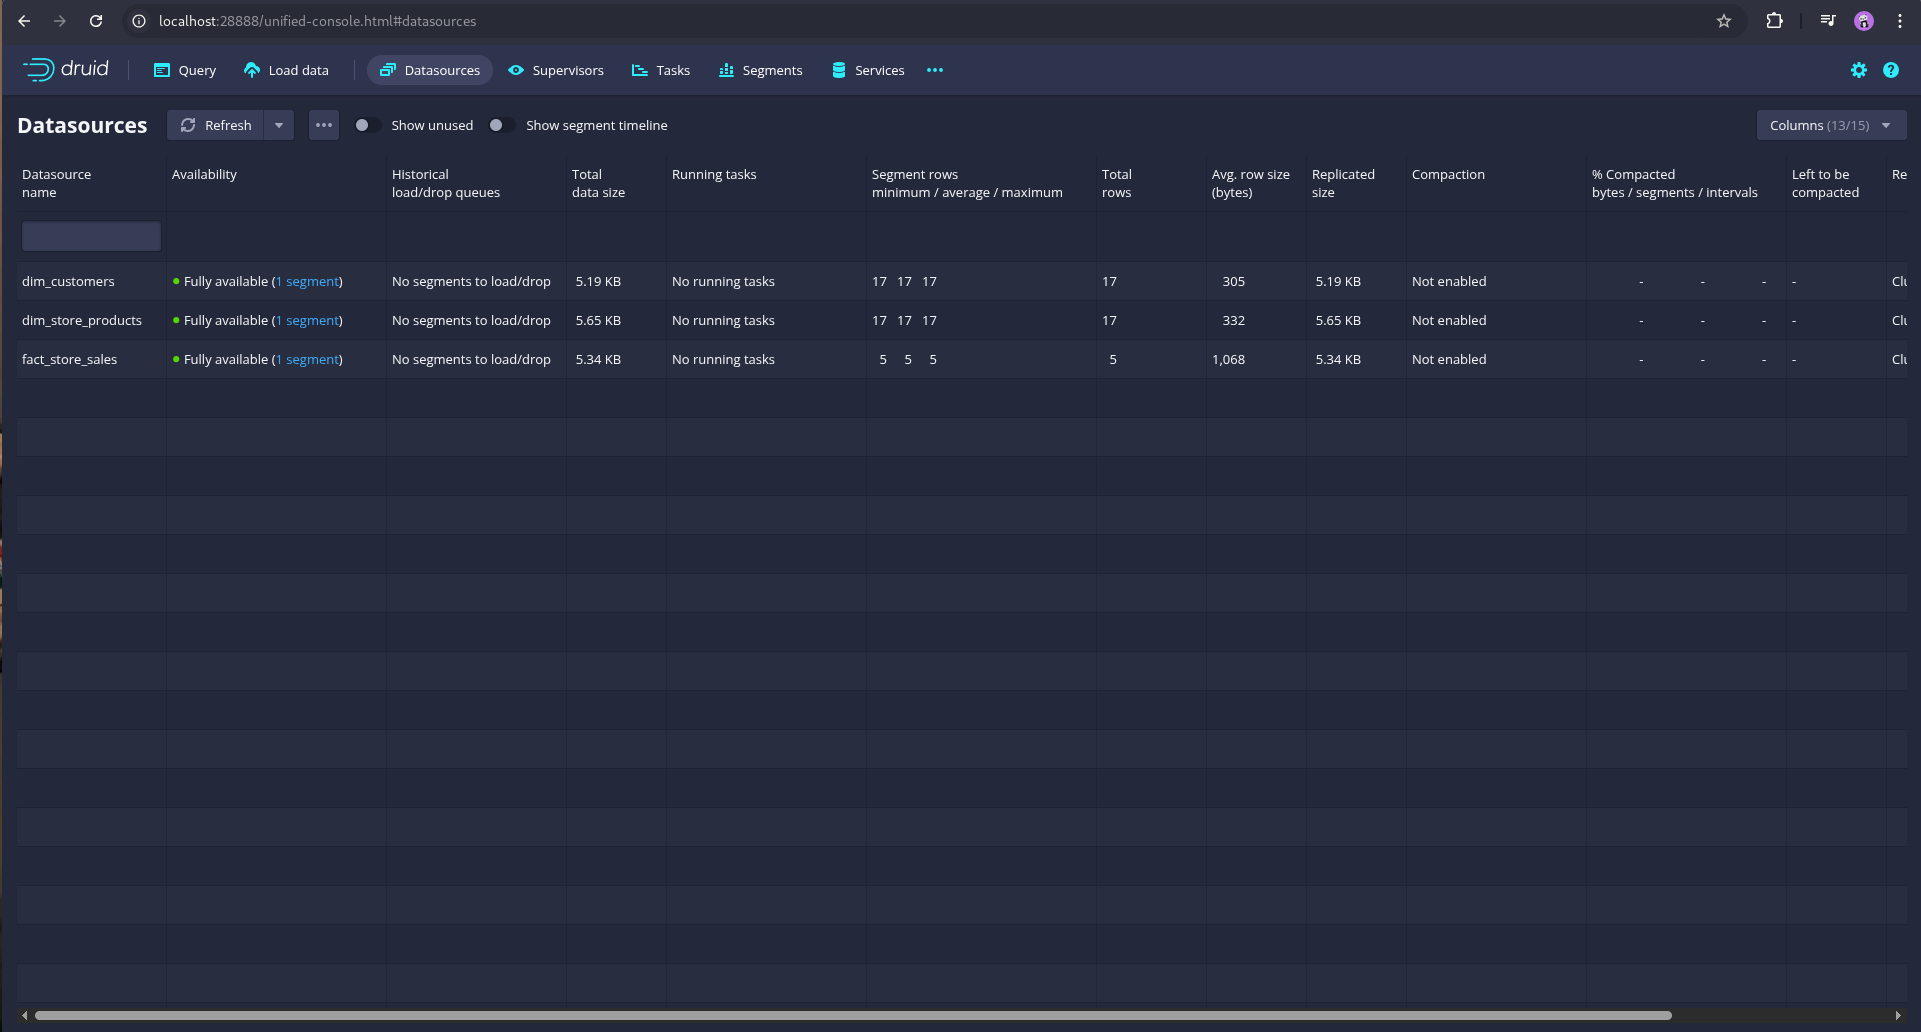 localhost:28888/unified-console.html#datasources
druid Query Load data Datasources Supervisors Tasks Segments Services
Datasources Refresh Show unused Show segment timeline Columns (13/15)
Datasource name Availability Historical load/drop queues Total data size Running tasks Segment rows minimum / average / maximum Total rows Avg. row size (bytes) Replicated size Compaction % Compacted bytes / segments / intervals Left to be compacted Re
dim_customers Fully available (1 segment) No segments to load/drop 5.19 KB No running tasks 17 17 17 17 305 5.19 KB Not enabled - - - - Clu
dim_store_products Fully available (1 segment) No segments to load/drop 5.65 KB No running tasks 17 17 17 17 332 5.65 KB Not enabled - - - - Clu
fact_store_sales Fully available (1 segment) No segments to load/drop 5.34 KB No running tasks 5 5 5 5 1,068 5.34 KB Not enabled - - - - Clu